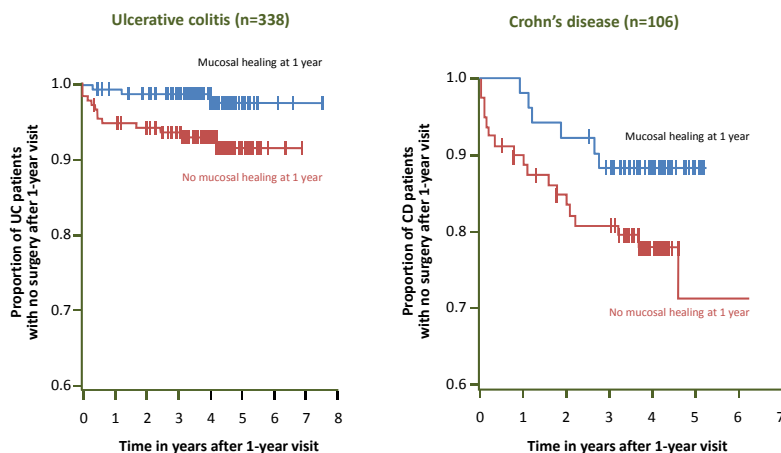 Ulcerative colitis (n=338)
Mucosal healing at 1 year
1.0
0.9
0.8
0.7
0.6
Proportion of UC patients
with no surgery after 1-year visit
No mucosal healing at 1 year
0 1 2 3 4 5 6 7 8
Time in years after 1-year visit
Crohn’s disease (n=106)
1.0
0.9
0.8
0.7
0.6
Proportion of CD patients
with no surgery after 1-year visit
Mucosal healing at 1 year
No mucosal healing at 1 year
0 1 2 3 4 5 6 7
Time in years after 1-year visit